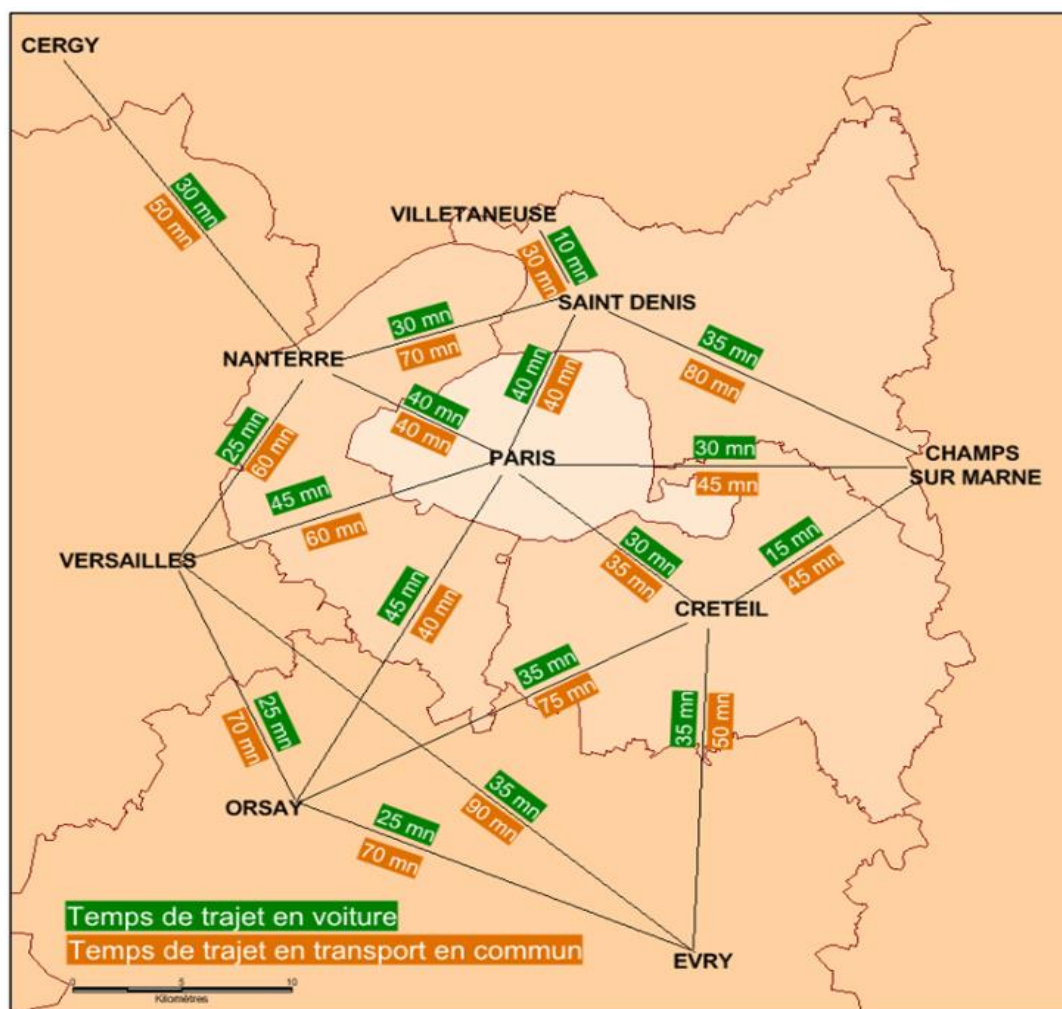 CERGY
30 mn
50 mn
VILLETANEUSE
10 mn
30 mn
SAINT DENIS
30 mn
70 mn
NANTERRE
35 mn
80 mn
40 mn
40 mn
40 mn
40 mn
25 mn
60 mn
PARIS
30 mn
45 mn
CHAMPS
SUR MARNE
45 mn
60 mn
VERSAILLES
30 mn
35 mn
15 mn
45 mn
CRETEIL
45 mn
40 mn
35 mn
75 mn
25 mn
70 mn
35 mn
50 mn
ORSAY
35 mn
90 mn
25 mn
70 mn
Temps de trajet en voiture
Temps de trajet en transport en commun
EVRY
0 5 10
Kilomètres